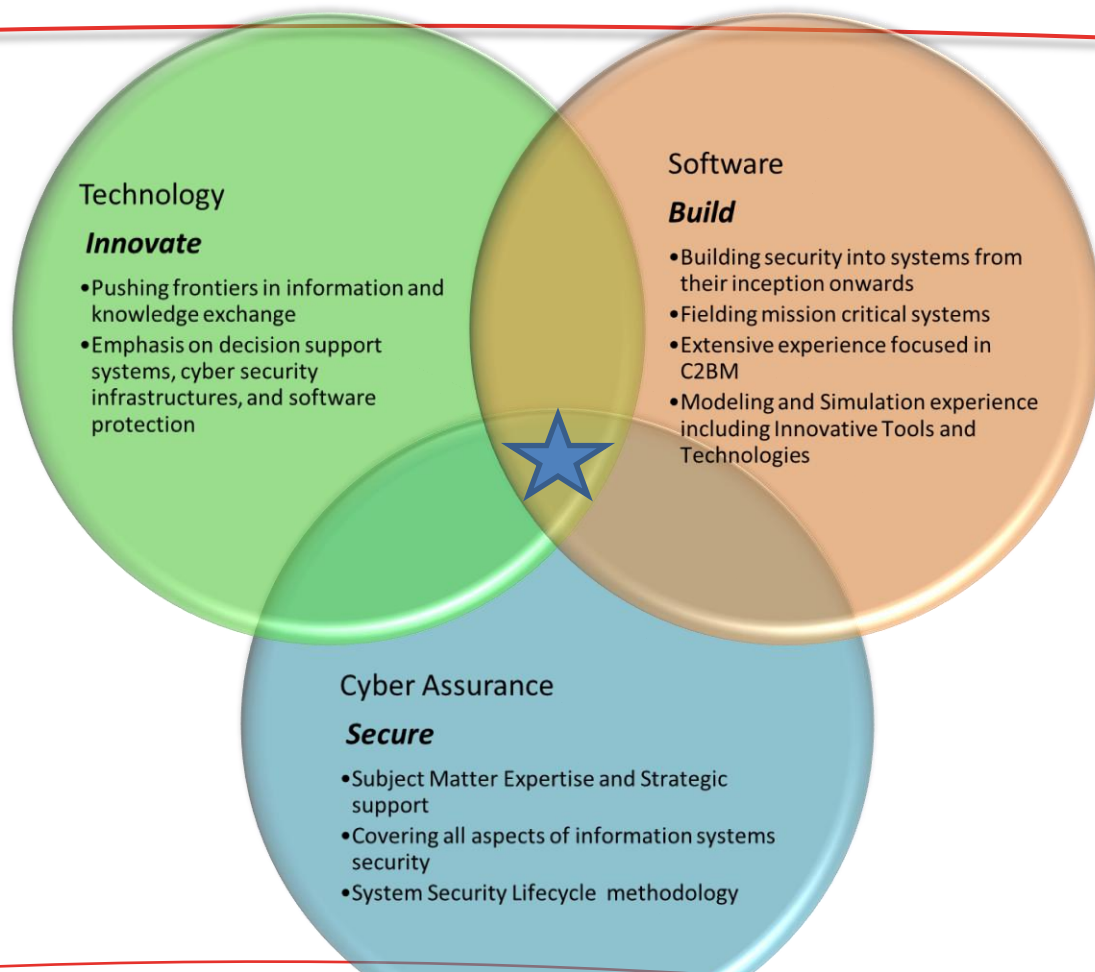 Technology
Innovate
•Pushing frontiers in information and
knowledge exchange
•Emphasis on decision support
systems, cyber security
infrastructures, and software
protection
Software
Build
•Building security into systems from
their inception onwards
•Fielding mission critical systems
•Extensive experience focused in
C2BM
•Modeling and Simulation experience
including Innovative Tools and
Technologies
Cyber Assurance
Secure
•Subject Matter Expertise and Strategic
support
•Covering all aspects of information systems
security
•System Security Lifecycle methodology